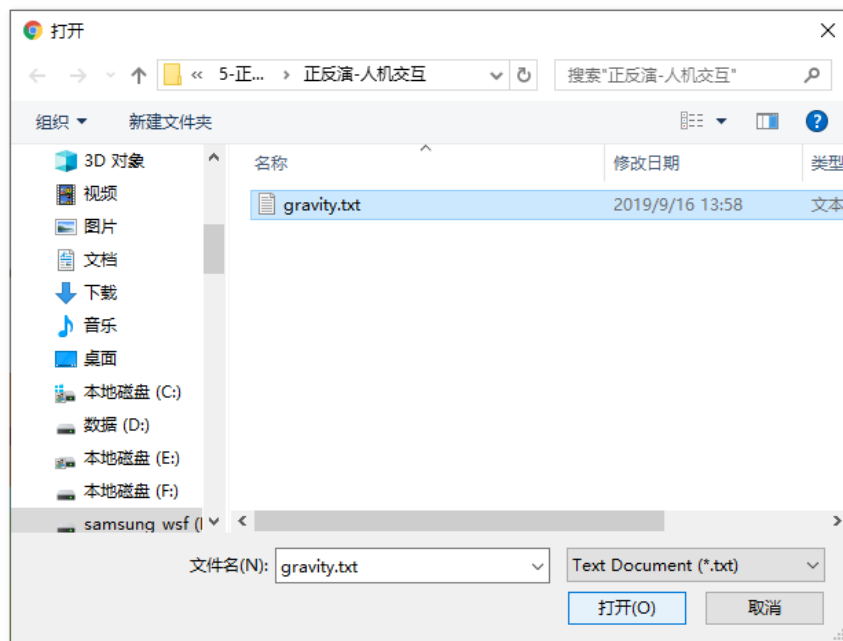 打开
« 5-正... › 正反演-人机交互
搜索"正反演-人机交互"
组织 新建文件夹
名称 修改日期 类型
gravity.txt 2019/9/16 13:58 文本
3D 对象
视频
图片
文档
下载
音乐
桌面
本地磁盘 (C:)
数据 (D:)
本地磁盘 (E:)
本地磁盘 (F:)
samsung wsf (
文件名(N): gravity.txt
Text Document (*.txt)
打开(O) 取消